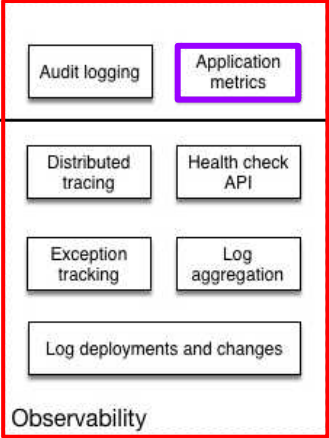 Audit logging
Application
metrics
Distributed
tracing
Health check
API
Exception
tracking
Log
aggregation
Log deployments and changes
Observability